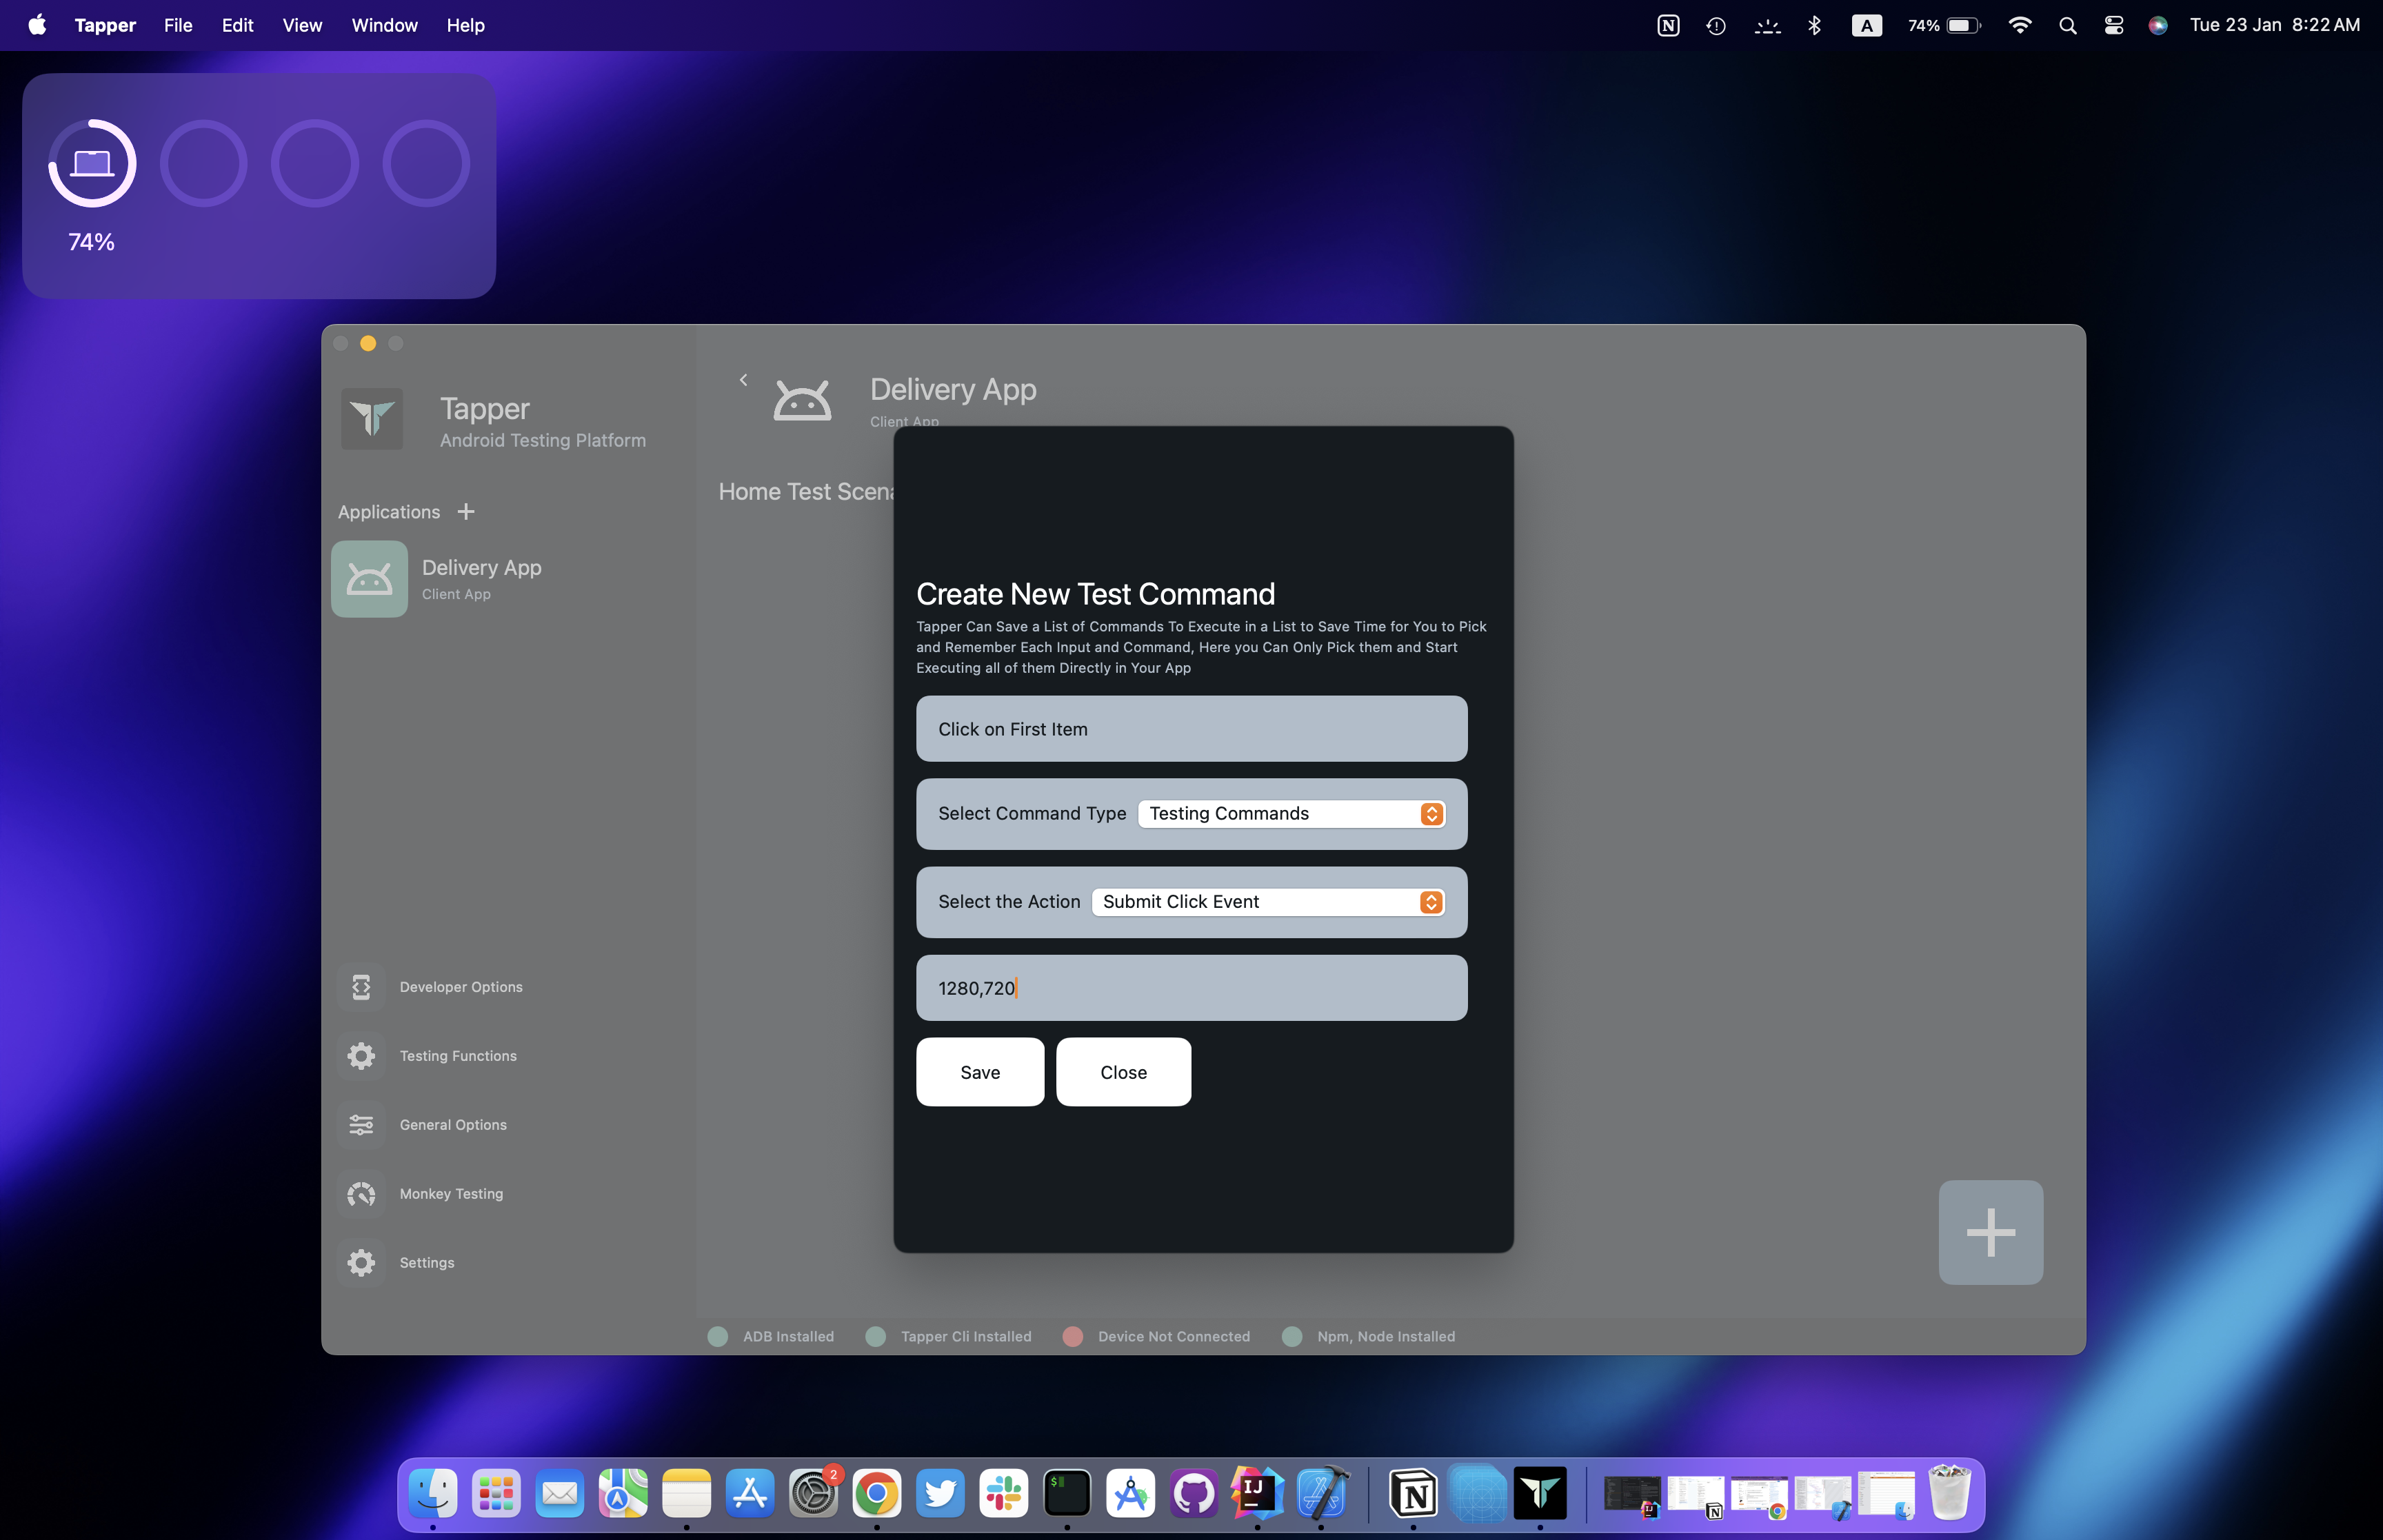 Tapper File Edit View Window Help
A 74% Tue 23 Jan 8:22 AM
74%
Tapper
Android Testing Platform
Applications
Delivery App
Client App
Developer Options
Testing Functions
General Options
Monkey Testing
Settings
Delivery App
Client App
Home Test Scena
Create New Test Command
Tapper Can Save a List of Commands To Execute in a List to Save Time for You to Pick
and Remember Each Input and Command, Here you Can Only Pick them and Start
Executing all of them Directly in Your App
Click on First Item
Select Command Type Testing Commands
Select the Action Submit Click Event
1280,720
Save Close
ADB Installed Tapper Cli Installed Device Not Connected Npm, Node Installed
2
IJ